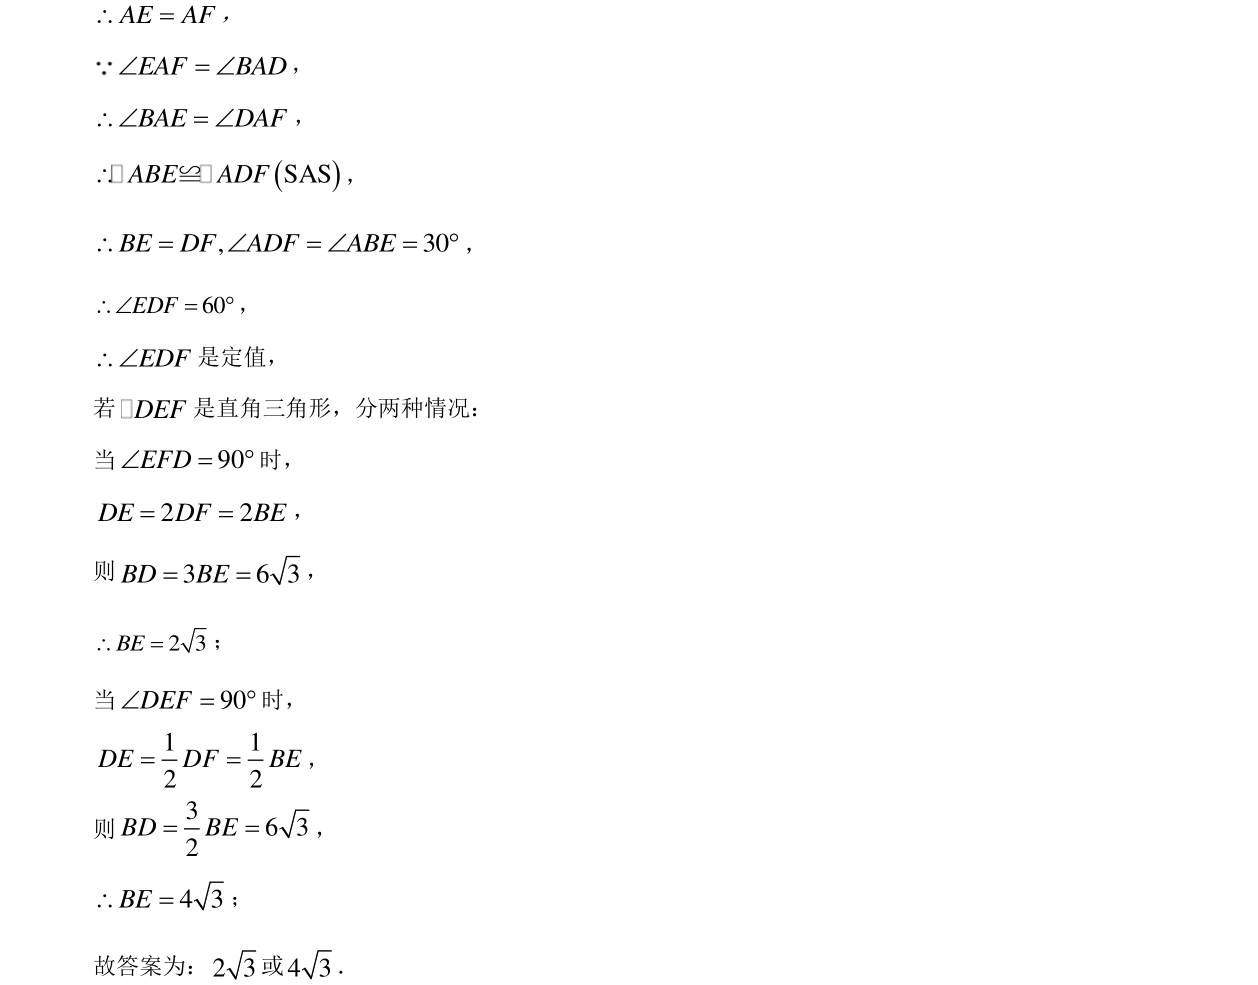 ∴AE = AF，
∵∠EAF = ∠BAD，
∴∠BAE = ∠DAF，
∴□ABE≌□ADF(SAS)，
∴BE = DF,∠ADF = ∠ABE = 30°，
∴∠EDF = 60°，
∴∠EDF 是定值，
若□DEF 是直角三角形，分两种情况：
当∠EFD = 90°时，
DE = 2DF = 2BE，
则 BD = 3BE = 6√3，
∴BE = 2√3；
当∠DEF = 90°时，
DE = 1/2 DF = 1/2 BE，
则 BD = 3/2 BE = 6√3，
∴BE = 4√3；
故答案为：2√3或4√3．